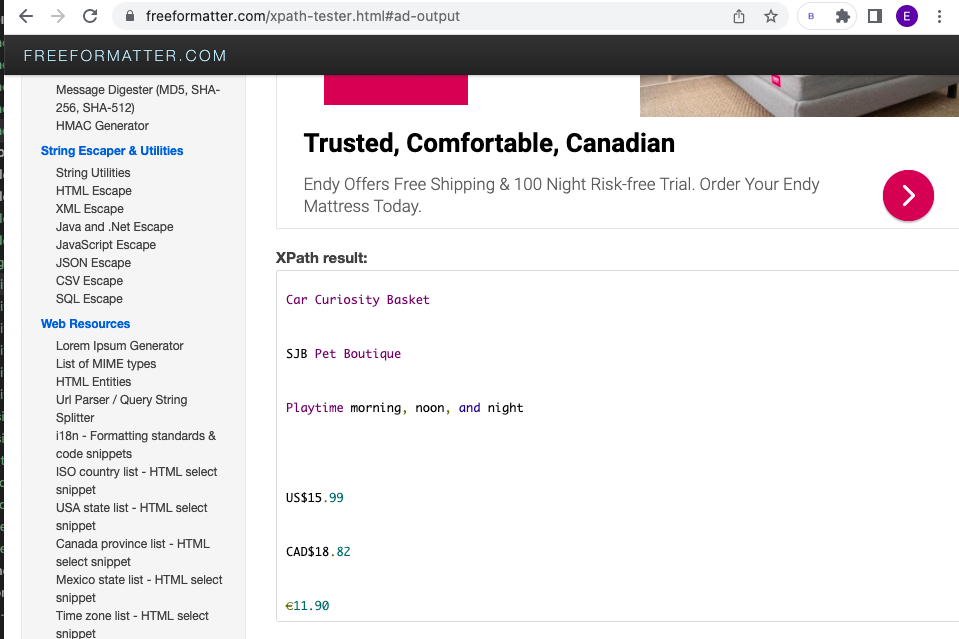 freeformatter.com/xpath-tester.html#ad-output
B
E
FREEFORMATTER.COM
Message Digester (MD5, SHA-
256, SHA-512)
HMAC Generator
String Escaper & Utilities
String Utilities
HTML Escape
XML Escape
Java and .Net Escape
JavaScript Escape
JSON Escape
CSV Escape
SQL Escape
Web Resources
Lorem Ipsum Generator
List of MIME types
HTML Entities
Url Parser / Query String
Splitter
i18n - Formatting standards &
code snippets
ISO country list - HTML select
snippet
USA state list - HTML select
snippet
Canada province list - HTML
select snippet
Mexico state list - HTML select
snippet
Time zone list - HTML select
snippet
Trusted, Comfortable, Canadian
Endy Offers Free Shipping & 100 Night Risk-free Trial. Order Your Endy
Mattress Today.
XPath result:
Car Curiosity Basket
SJB Pet Boutique
Playtime morning, noon, and night
US$15.99
CAD$18.82
€11.90